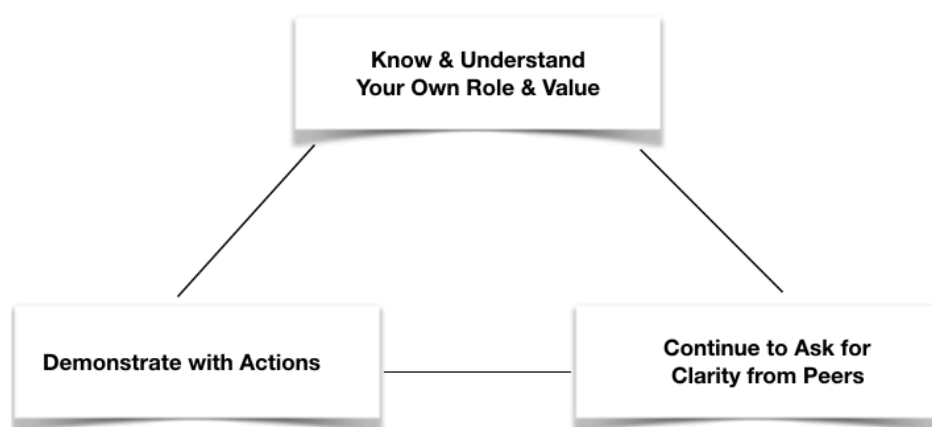 Know & Understand
Your Own Role & Value
Demonstrate with Actions
Continue to Ask for
Clarity from Peers